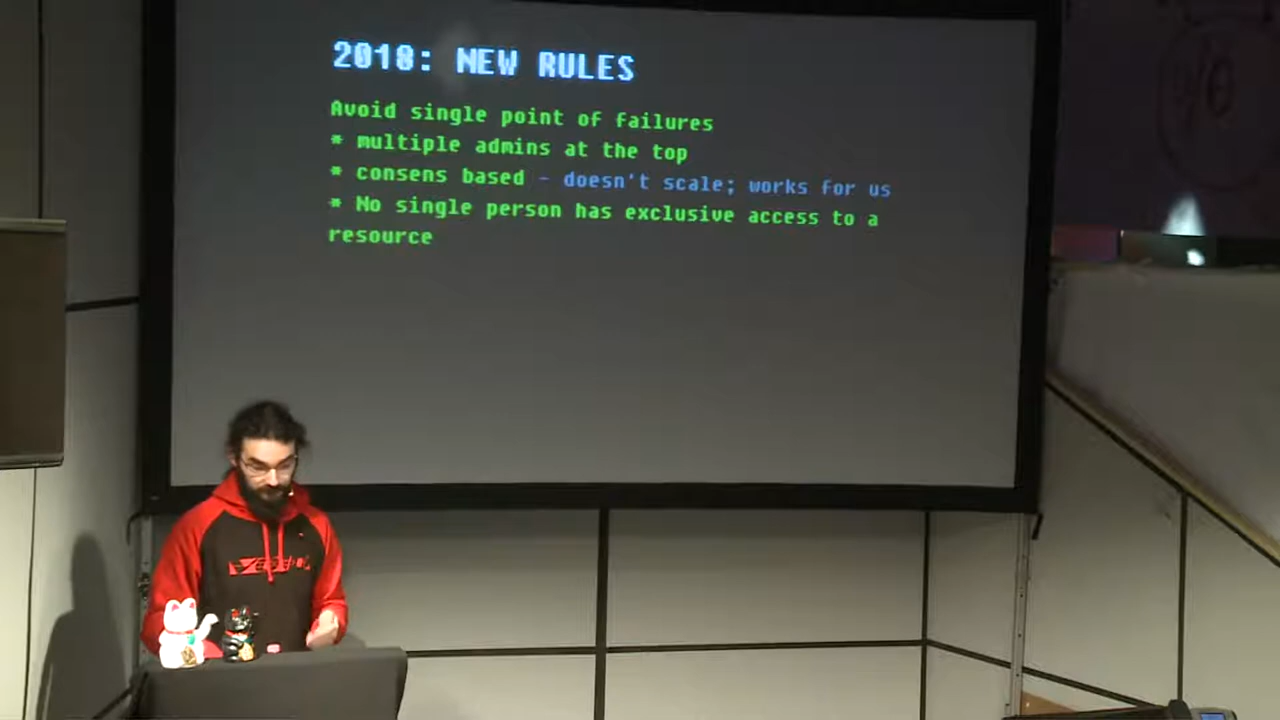 2018: NEW RULES
Avoid single point of failures
* multiple admins at the top
* consens based - doesn't scale; works for us
* No single person has exclusive access to a
resource